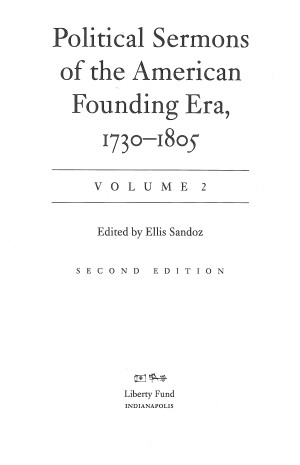 Political Sermons
of the American
Founding Era,
1730–1805
VOLUME 2
Edited by Ellis Sandoz
SECOND EDITION
Liberty Fund
INDIANAPOLIS